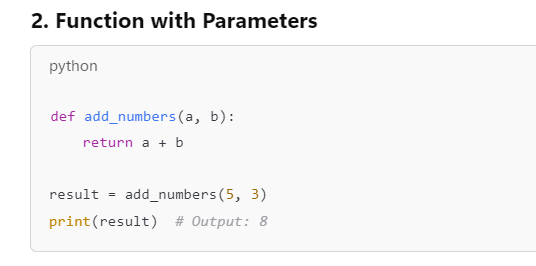 2. Function with Parameters
python
def add_numbers(a, b):
    return a + b
result = add_numbers(5, 3)
print(result)  # Output: 8